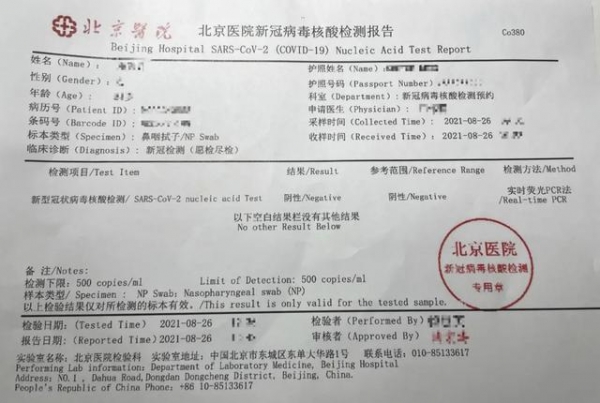 北京醫院
北京医院新冠病毒核酸检测报告
Co380
Beijing Hospital SARS-CoV-2 (COVID-19) Nucleic Acid Test Report
姓名(Name):
护照姓名(Name):
性别(Gender):
护照号码(Passport Number):
年龄(Age):
科室(Department): 新冠病毒核酸检测预约
病历号(Patient ID):
申请医生(Physician):
条码号(Barcode ID):
采样时间(Collected Time): 2021-08-26
标本类型(Specimen): 鼻咽拭子/NP Swab
收样时间(Received Time): 2021-08-26
临床诊断(Diagnosis): 新冠检测(愿检尽检)
检测项目/Test Item 结果/Result 参考范围/Reference Range 检测方法/Method
新型冠状病毒核酸检测/ SARS-CoV-2 nucleic acid Test 阴性/Negative 阴性/Negative 实时荧光PCR法
/Real-time PCR
以下空白结果栏没有其他结果
No other Result Below
北京医院
新冠病毒核酸检测
专用章
备 注/Notes:
检测下限: 500 copies/ml Limit of Detection: 500 copies/ml
样本类型/ Specimen : NP Swab: Nasopharyngeal swab (NP)
以上检验结果仅对所检测的标本有效。/This result is only valid for the tested sample.
检验日期:(Tested Time) 2021-08-26 检验者(Performed By)
报告日期:(Reported Time) 2021-08-26 审核者(Approved By)
实验室名称:北京医院检验科 实验室地址:中国北京市东城区东单大华路1号 联系电话:010-85133617
Performing Lab information: Department of Laboratory Medicine, Beijing Hospital
Address: NO.1 , Dahua Road,Dongdan Dongcheng District, Beijing, China.
People's Republic of China Phone: +86 10-85133617